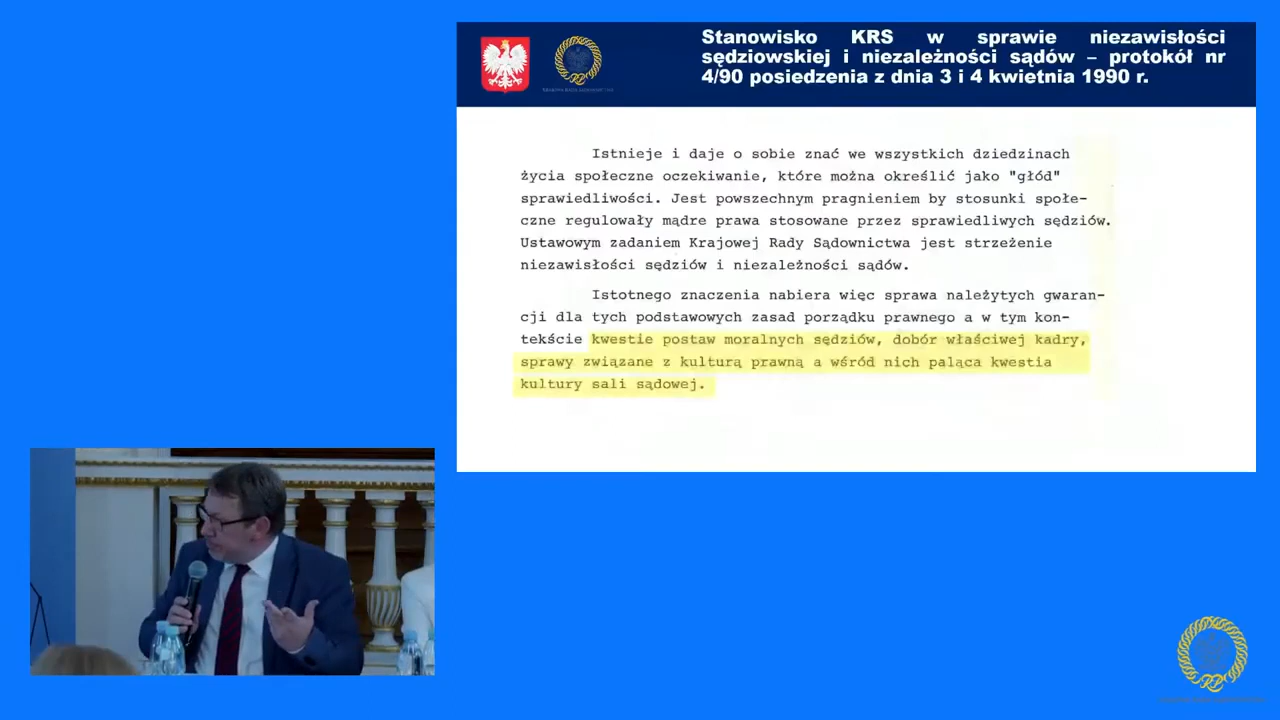 Stanowisko KRS w sprawie niezawisłości
sędziowskiej i niezależności sądów – protokół nr
4/90 posiedzenia z dnia 3 i 4 kwietnia 1990 r.
Istnieje i daje o sobie znać we wszystkich dziedzinach
życia społeczne oczekiwanie, które można określić jako "głód"
sprawiedliwości. Jest powszechnym pragnieniem by stosunki społe-
czne regulowały mądre prawa stosowane przez sprawiedliwych sędziów.
Ustawowym zadaniem Krajowej Rady Sądownictwa jest strzeżenie
niezawisłości sędziów i niezależności sądów.
Istotnego znaczenia nabiera więc sprawa należytych gwaran-
cji dla tych podstawowych zasad porządku prawnego a w tym kon-
tekście kwestie postaw moralnych sędziów, dobór właściwej kadry,
sprawy związane z kulturą prawną a wśród nich paląca kwestia
kultury sali sądowej.